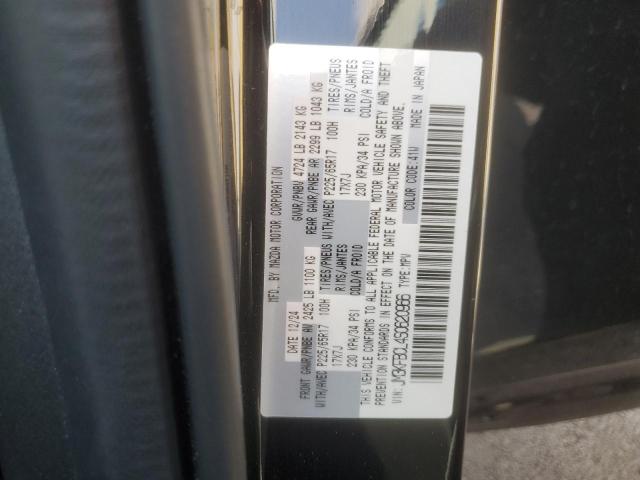 MFD. BY MAZDA MOTOR CORPORATION
DATE 12/24 GVWR/PNBV 4724 LB 2143 KG
FRONT GAWR/PNBE AV 2425 LB 1100 KG REAR GAWR/PNBE AR 2299 LB 1043 KG
WITH/AVEC P225/65R17 100H TIRES/PNEUS WITH/AVEC P225/65R17 100H TIRES/PNEUS
17X7J RIMS/JANTES 17X7J RIMS/JANTES
230 KPA/34 PSI COLD/A FROID 230 KPA/34 PSI COLD/A FROID
THIS VEHICLE CONFORMS TO ALL APPLICABLE FEDERAL MOTOR VEHICLE SAFETY AND THEFT
PREVENTION STANDARDS IN EFFECT ON THE DATE OF MANUFACTURE SHOWN ABOVE.
VIN:JM3KFBCL4S0620966 TYPE:MPV COLOR CODE:41W MADE IN JAPAN